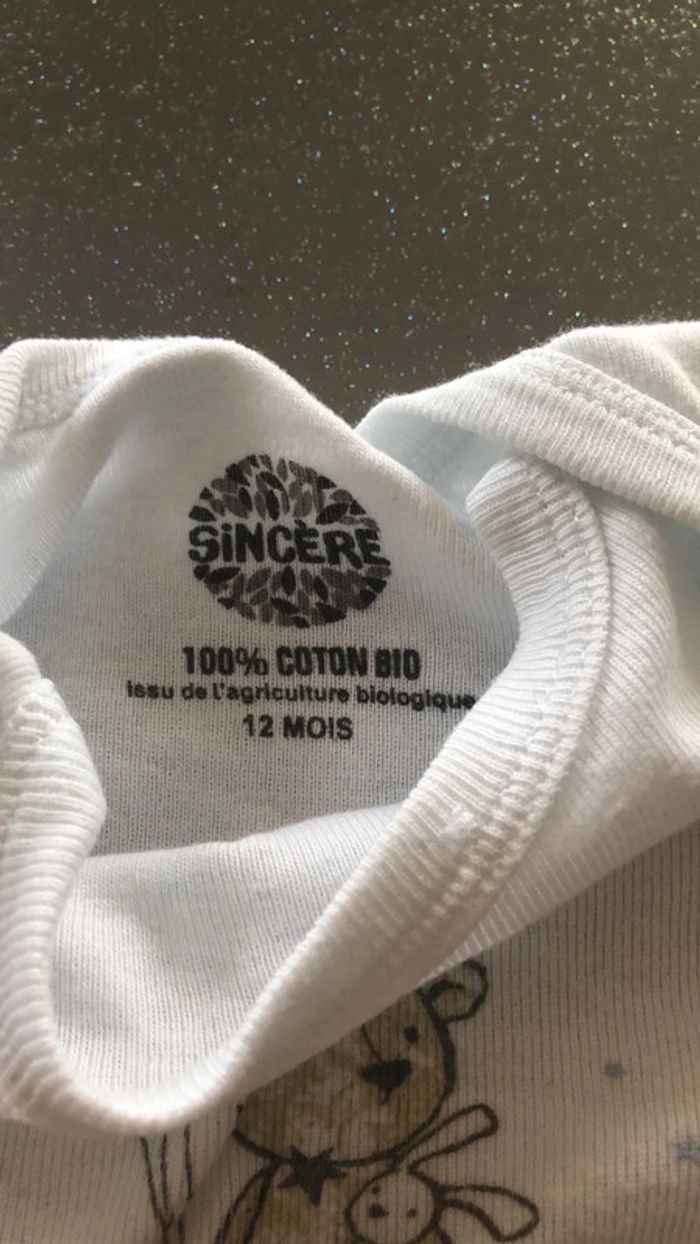 SiNCÈRE
100% COTON BIO
issu de l'agriculture biologique
12 MOIS